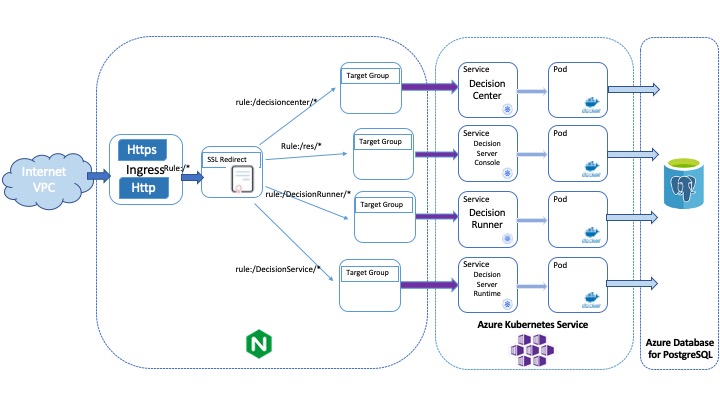 Internet
VPC
Https
Ingress
Http
Rule:/*
SSL Redirect
rule:/decisioncenter/*
Rule:/res/*
rule:/DecisionRunner/*
rule:/DecisionService/*
Target Group
Target Group
Target Group
Target Group
Service
Decision
Center
Pod
Service
Decision
Server
Console
Pod
Service
Decision
Runner
Pod
Service
Decision
Server
Runtime
Pod
Azure Kubernetes Service
Azure Database
for PostgreSQL
N